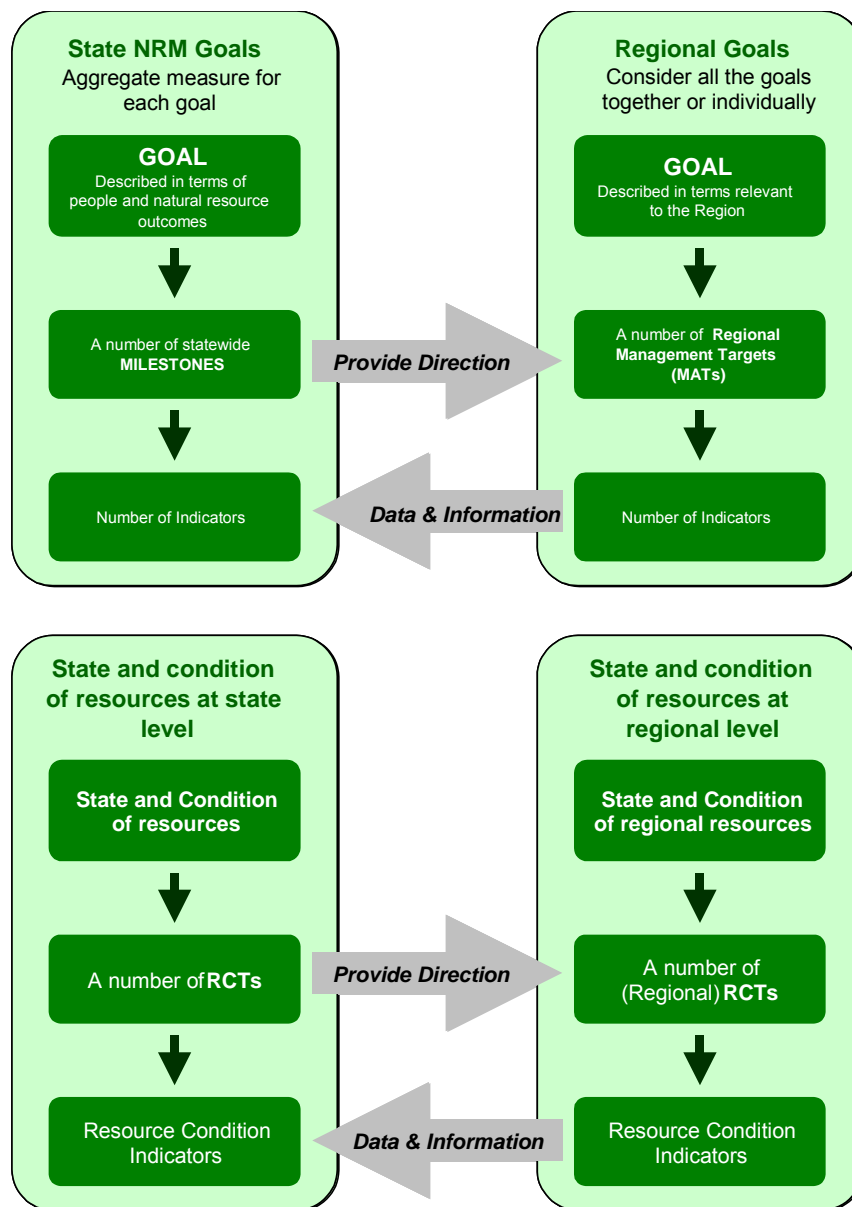 State NRM Goals
Aggregate measure for
each goal
GOAL
Described in terms of
people and natural resource
outcomes
A number of statewide
MILESTONES
Number of Indicators
Provide Direction
Data & Information
Regional Goals
Consider all the goals
together or individually
GOAL
Described in terms relevant
to the Region
A number of Regional
Management Targets
(MATs)
Number of Indicators
State and condition
of resources at state
level
State and Condition
of resources
A number of RCTs
Resource Condition
Indicators
Provide Direction
Data & Information
State and condition
of resources at
regional level
State and Condition
of regional resources
A number of
(Regional) RCTs
Resource Condition
Indicators